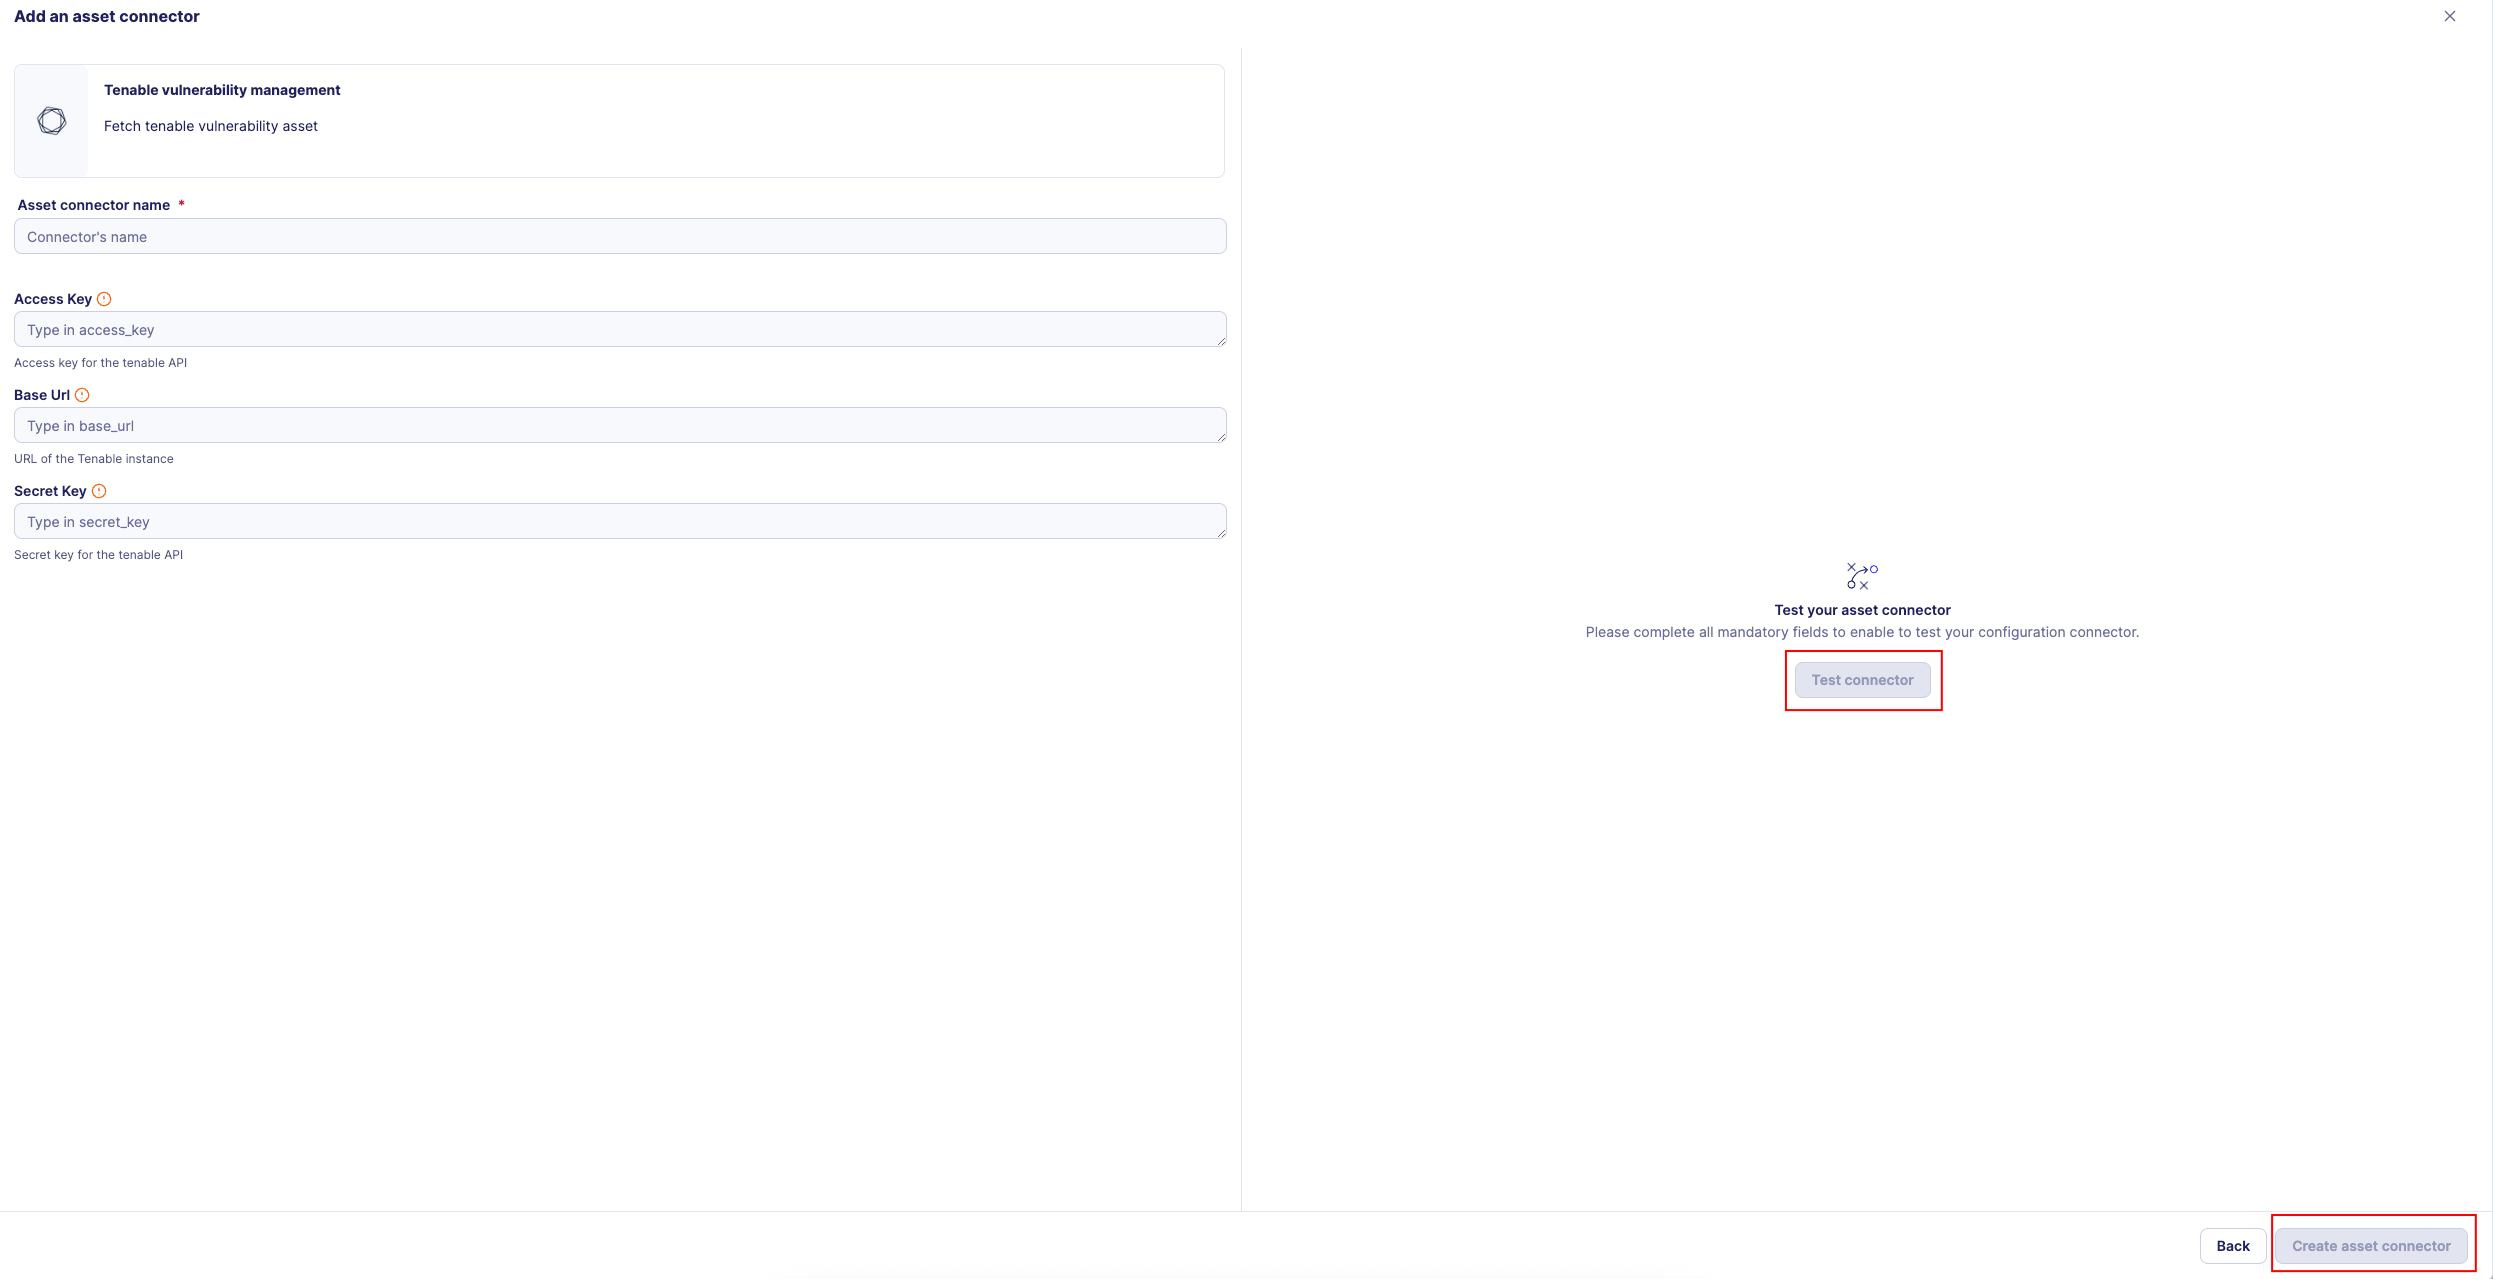 Add an asset connector
Tenable vulnerability management
Fetch tenable vulnerability asset
Asset connector name *
Connector's name
Access Key
Type in access_key
Access key for the tenable API
Base Url
Type in base_url
URL of the Tenable instance
Secret Key
Type in secret_key
Secret key for the tenable API
Test your asset connector
Please complete all mandatory fields to enable to test your configuration connector.
Test connector
Back
Create asset connector